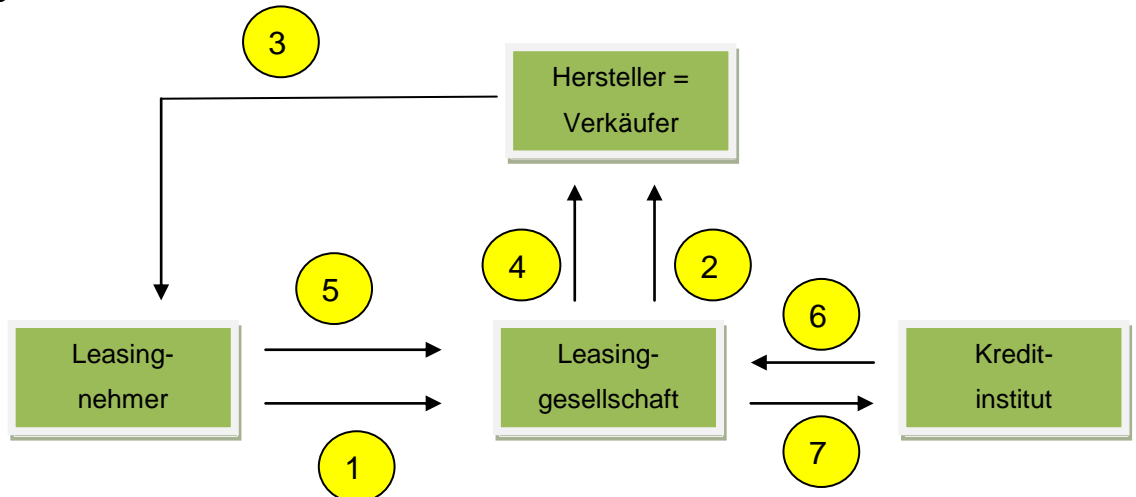 3
Hersteller =
Verkäufer
4
2
5
6
Leasing-
nehmer
Leasing-
gesellschaft
Kredit-
institut
1
7